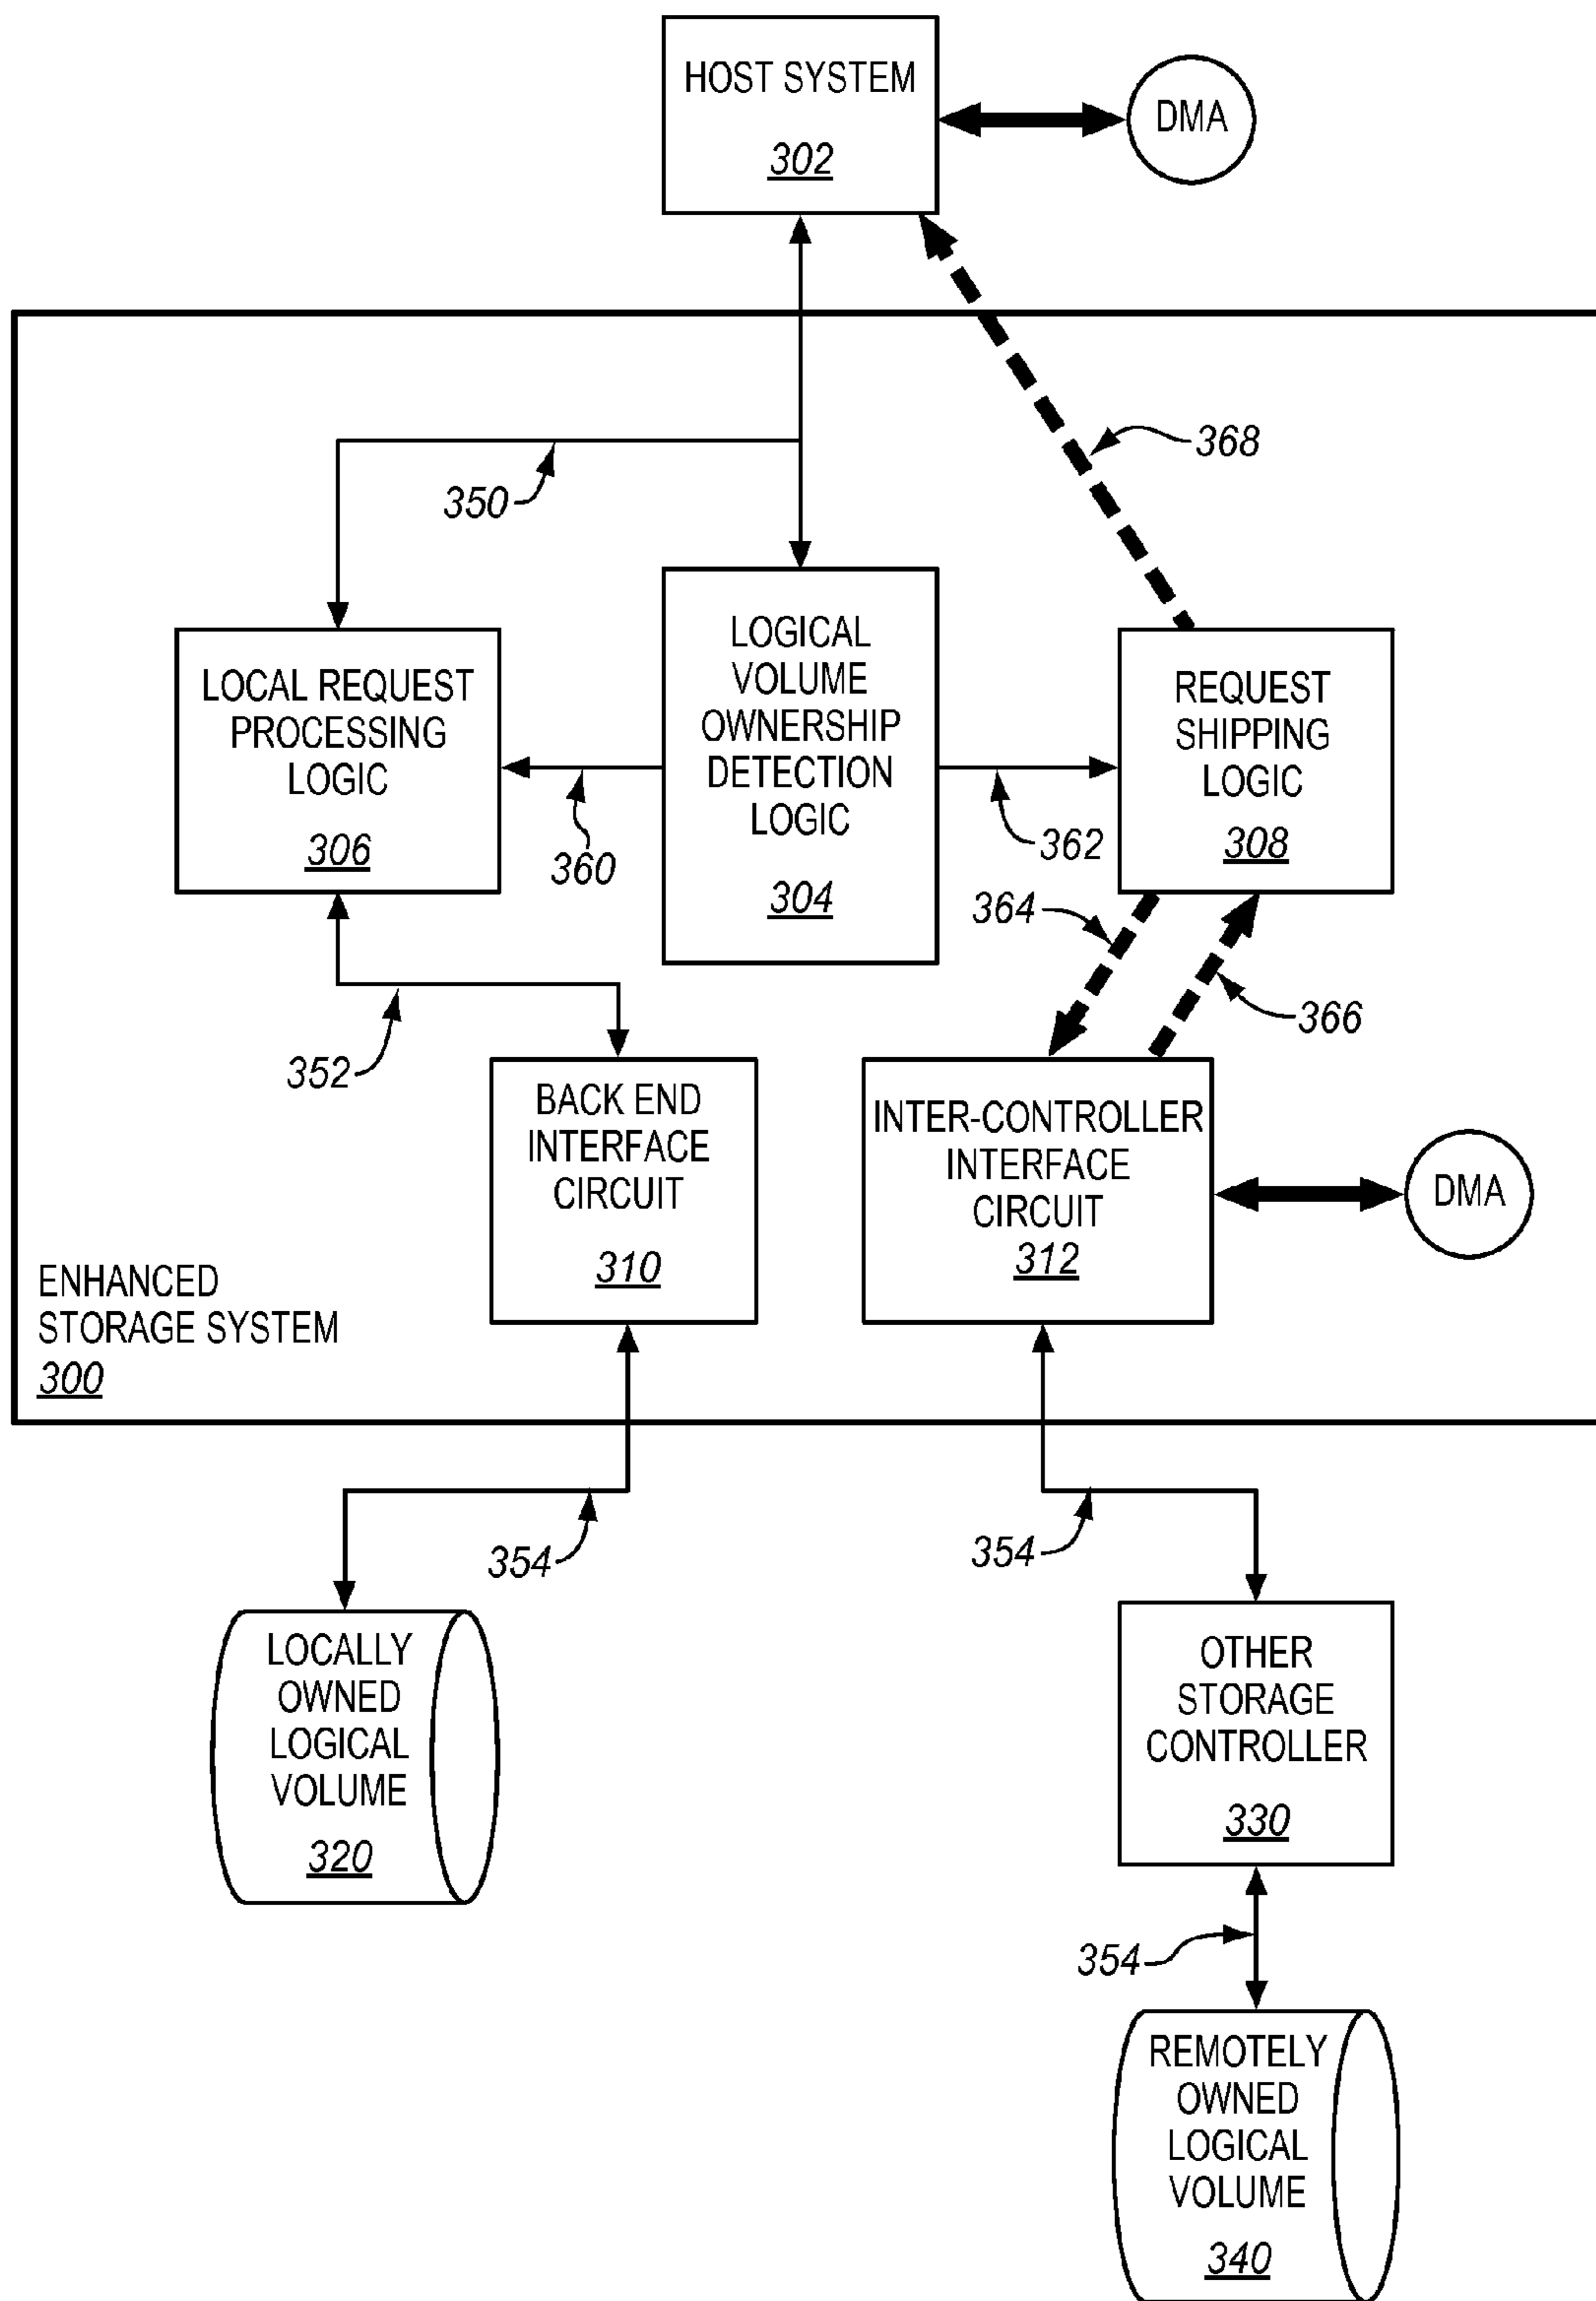 HOST SYSTEM
302
DMA
368
350
LOCAL REQUEST
PROCESSING
LOGIC
306
LOGICAL
VOLUME
OWNERSHIP
DETECTION
LOGIC
304
REQUEST
SHIPPING
LOGIC
308
360
362
364
366
352
BACK END
INTERFACE
CIRCUIT
310
INTER-CONTROLLER
INTERFACE
CIRCUIT
312
DMA
ENHANCED
STORAGE SYSTEM
300
354
354
LOCALLY
OWNED
LOGICAL
VOLUME
320
OTHER
STORAGE
CONTROLLER
330
354
REMOTELY
OWNED
LOGICAL
VOLUME
340